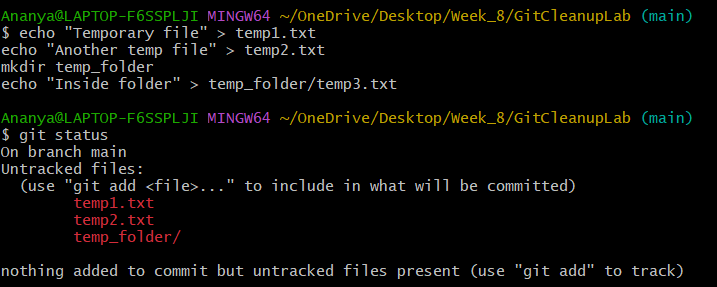 Ananya@LAPTOP-F6SSPLJI MINGW64 ~/OneDrive/Desktop/Week_8/GitCleanupLab (main)
$ echo "Temporary file" > temp1.txt
echo "Another temp file" > temp2.txt
mkdir temp_folder
echo "Inside folder" > temp_folder/temp3.txt
Ananya@LAPTOP-F6SSPLJI MINGW64 ~/OneDrive/Desktop/Week_8/GitCleanupLab (main)
$ git status
On branch main
Untracked files:
  (use "git add <file>..." to include in what will be committed)
        temp1.txt
        temp2.txt
        temp_folder/
nothing added to commit but untracked files present (use "git add" to track)